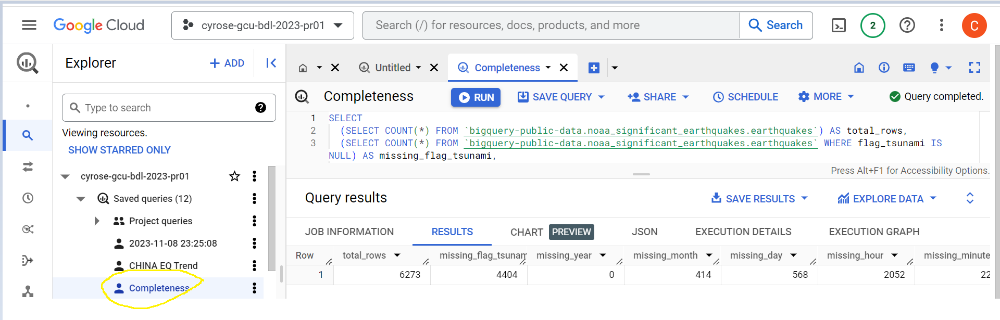 Google Cloud
cyrose-gcu-bdl-2023-pr01
Search (/) for resources, docs, products, and more
Search
2
C
Explorer
+ ADD
Type to search
Viewing resources.
SHOW STARRED ONLY
cyrose-gcu-bdl-2023-pr01
Saved queries (12)
Project queries
2023-11-08 23:25:08
CHINA EQ Trend
Completeness
Untitled
Completeness
Completeness
RUN
SAVE QUERY
SHARE
SCHEDULE
MORE
Query completed.
1 SELECT
2 (SELECT COUNT(*) FROM `bigquery-public-data.noaa_significant_earthquakes.earthquakes`) AS total_rows,
3 (SELECT COUNT(*) FROM `bigquery-public-data.noaa_significant_earthquakes.earthquakes` WHERE flag_tsunami IS
NULL) AS missing_flag_tsunami,
Press Alt+F1 for Accessibility Options.
Query results
SAVE RESULTS
EXPLORE DATA
JOB INFORMATION
RESULTS
CHART PREVIEW
JSON
EXECUTION DETAILS
EXECUTION GRAPH
Row total_rows missing_flag_tsunam missing_year missing_month missing_day missing_hour missing_minute
1 6273 4404 0 414 568 2052 22